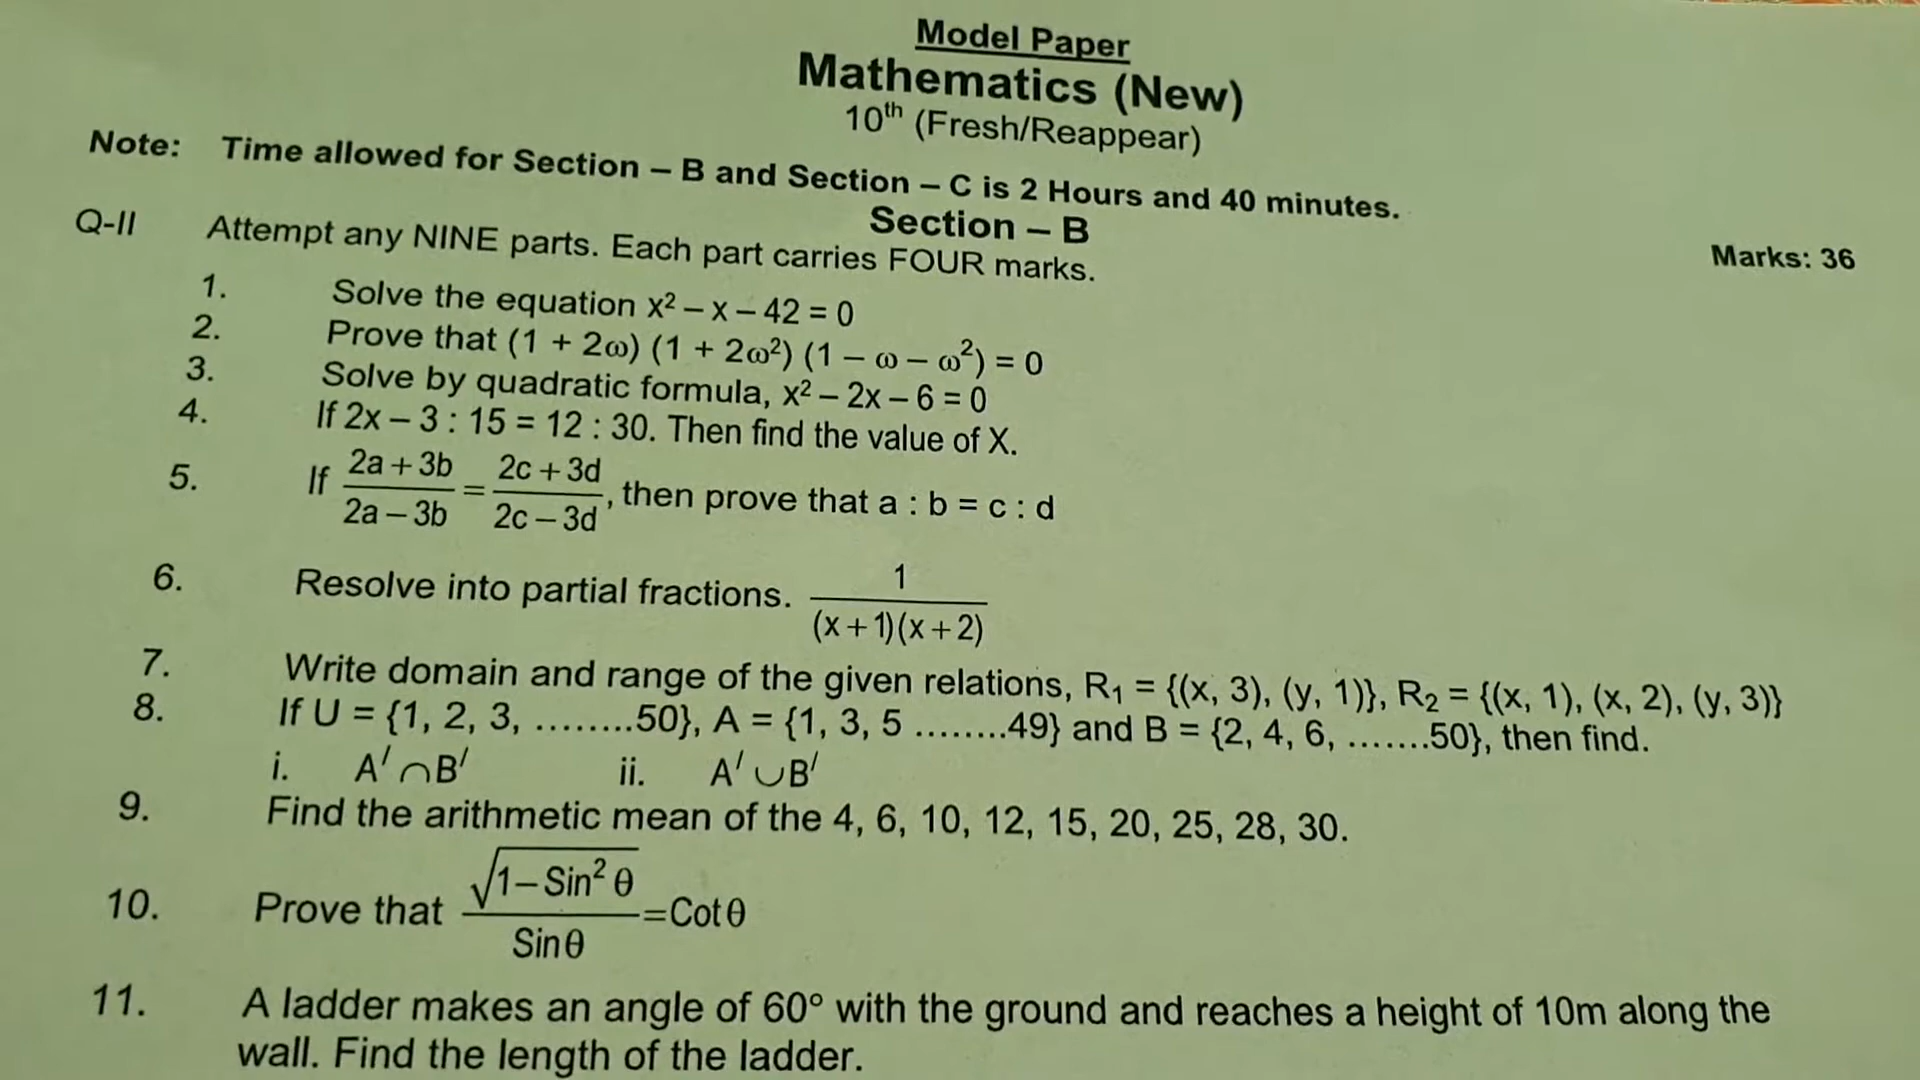 Model Paper
Mathematics (New)
10th (Fresh/Reappear)
Note: Time allowed for Section – B and Section – C is 2 Hours and 40 minutes.
Section – B
Q-II Attempt any NINE parts. Each part carries FOUR marks. Marks: 36
1. Solve the equation x² – x – 42 = 0
2. Prove that (1 + 2ω) (1 + 2ω²) (1 – ω – ω²) = 0
3. Solve by quadratic formula, x² – 2x – 6 = 0
4. If 2x – 3 : 15 = 12 : 30. Then find the value of X.
5. If (2a + 3b)/(2a – 3b) = (2c + 3d)/(2c – 3d), then prove that a : b = c : d
6. Resolve into partial fractions. 1/((x+1)(x+2))
7. Write domain and range of the given relations, R₁ = {(x, 3), (y, 1)}, R₂ = {(x, 1), (x, 2), (y, 3)}
8. If U = {1, 2, 3, ........50}, A = {1, 3, 5 ........49} and B = {2, 4, 6, .......50}, then find.
i. A′ ∩ B′ ii. A′ ∪ B′
9. Find the arithmetic mean of the 4, 6, 10, 12, 15, 20, 25, 28, 30.
10. Prove that √(1– Sin² θ)/Sin θ = Cot θ
11. A ladder makes an angle of 60° with the ground and reaches a height of 10m along the
wall. Find the length of the ladder.